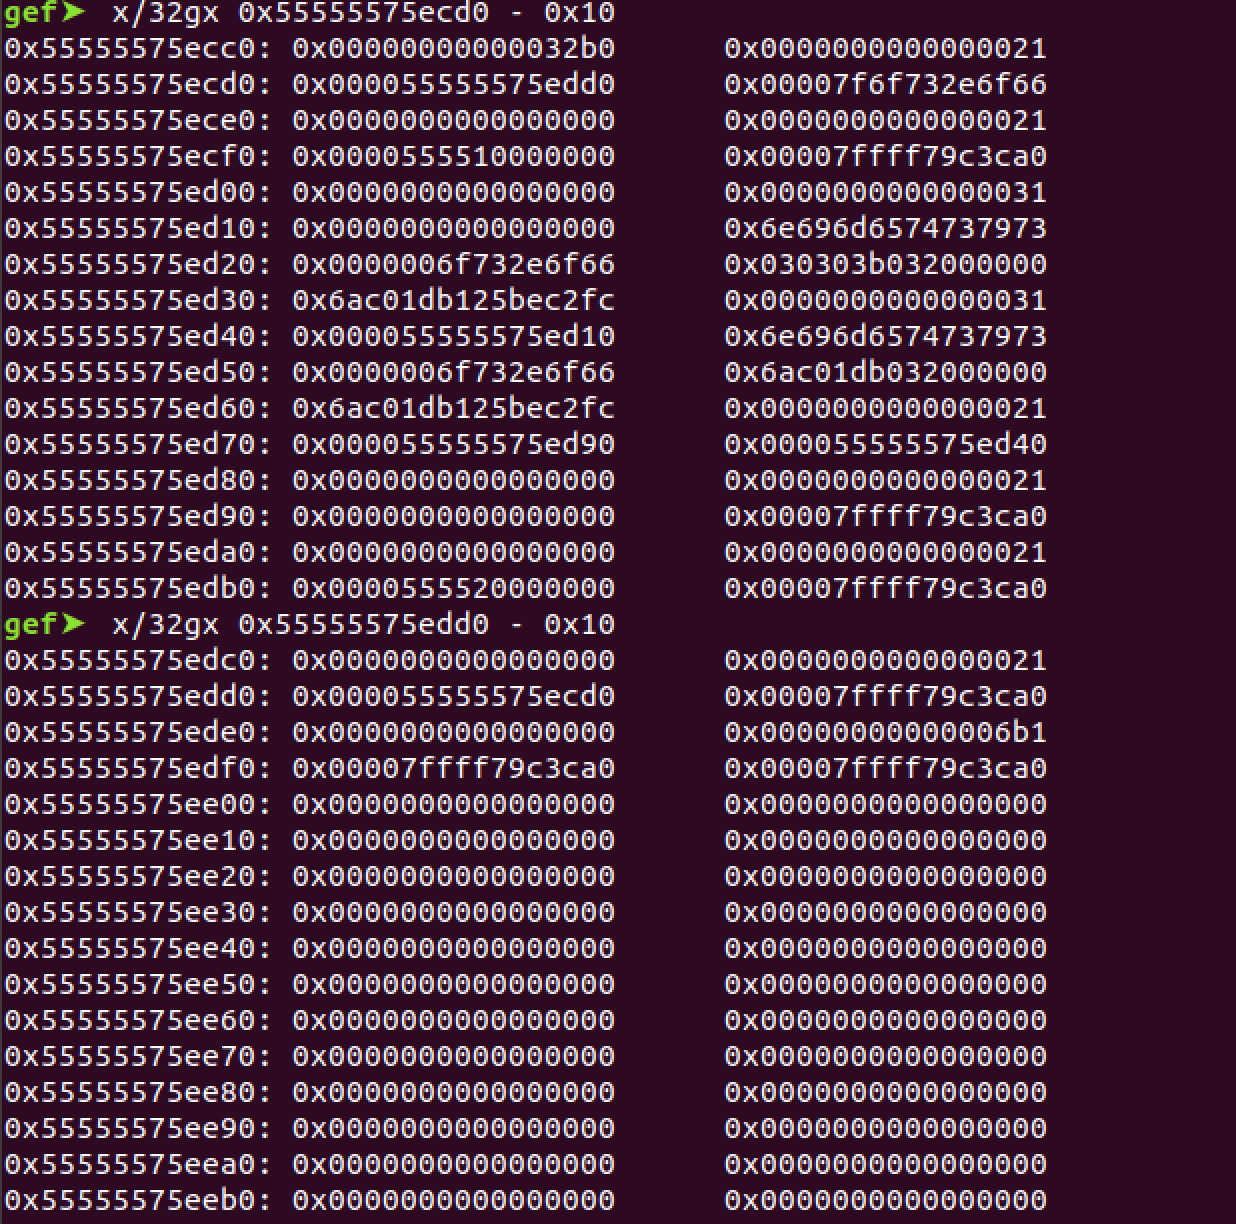 gef➤  x/32gx 0x55555575ecd0 - 0x10
0x55555575ecc0: 0x00000000000032b0 0x0000000000000021
0x55555575ecd0: 0x000055555575edd0 0x00007f6f732e6f66
0x55555575ece0: 0x0000000000000000 0x0000000000000021
0x55555575ecf0: 0x0000555510000000 0x00007ffff79c3ca0
0x55555575ed00: 0x0000000000000000 0x0000000000000031
0x55555575ed10: 0x0000000000000000 0x6e696d6574737973
0x55555575ed20: 0x0000006f732e6f66 0x030303b032000000
0x55555575ed30: 0x6ac01db125bec2fc 0x0000000000000031
0x55555575ed40: 0x000055555575ed10 0x6e696d6574737973
0x55555575ed50: 0x0000006f732e6f66 0x6ac01db032000000
0x55555575ed60: 0x6ac01db125bec2fc 0x0000000000000021
0x55555575ed70: 0x000055555575ed90 0x000055555575ed40
0x55555575ed80: 0x0000000000000000 0x0000000000000021
0x55555575ed90: 0x0000000000000000 0x00007ffff79c3ca0
0x55555575eda0: 0x0000000000000000 0x0000000000000021
0x55555575edb0: 0x0000555520000000 0x00007ffff79c3ca0
gef➤  x/32gx 0x55555575edd0 - 0x10
0x55555575edc0: 0x0000000000000000 0x0000000000000021
0x55555575edd0: 0x000055555575ecd0 0x00007ffff79c3ca0
0x55555575ede0: 0x0000000000000000 0x00000000000006b1
0x55555575edf0: 0x00007ffff79c3ca0 0x00007ffff79c3ca0
0x55555575ee00: 0x0000000000000000 0x0000000000000000
0x55555575ee10: 0x0000000000000000 0x0000000000000000
0x55555575ee20: 0x0000000000000000 0x0000000000000000
0x55555575ee30: 0x0000000000000000 0x0000000000000000
0x55555575ee40: 0x0000000000000000 0x0000000000000000
0x55555575ee50: 0x0000000000000000 0x0000000000000000
0x55555575ee60: 0x0000000000000000 0x0000000000000000
0x55555575ee70: 0x0000000000000000 0x0000000000000000
0x55555575ee80: 0x0000000000000000 0x0000000000000000
0x55555575ee90: 0x0000000000000000 0x0000000000000000
0x55555575eea0: 0x0000000000000000 0x0000000000000000
0x55555575eeb0: 0x0000000000000000 0x0000000000000000